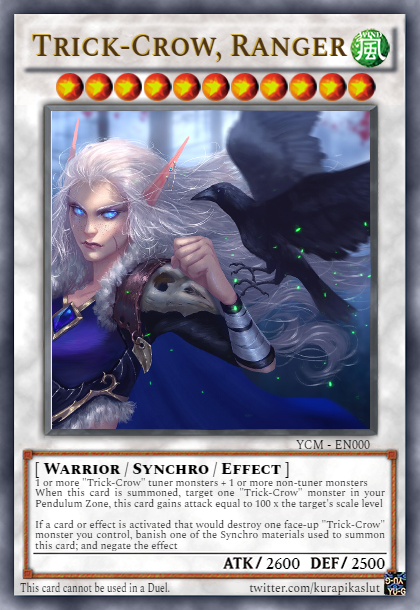 TRICK-CROW, RANGER
WIND
風
YCM - EN000
[ WARRIOR / SYNCHRO / EFFECT ]
1 or more "Trick-Crow" tuner monsters + 1 or more non-tuner monsters
When this card is summoned, target one "Trick-Crow" monster in your
Pendulum Zone, this card gains attack equal to 100 x the target's scale level
If a card or effect is activated that would destroy one face-up "Trick-Crow"
monster you control, banish one of the Synchro materials used to summon
this card; and negate the effect
ATK / 2600 DEF / 2500
This card cannot be used in a Duel.
twitter.com/kurapikaslut